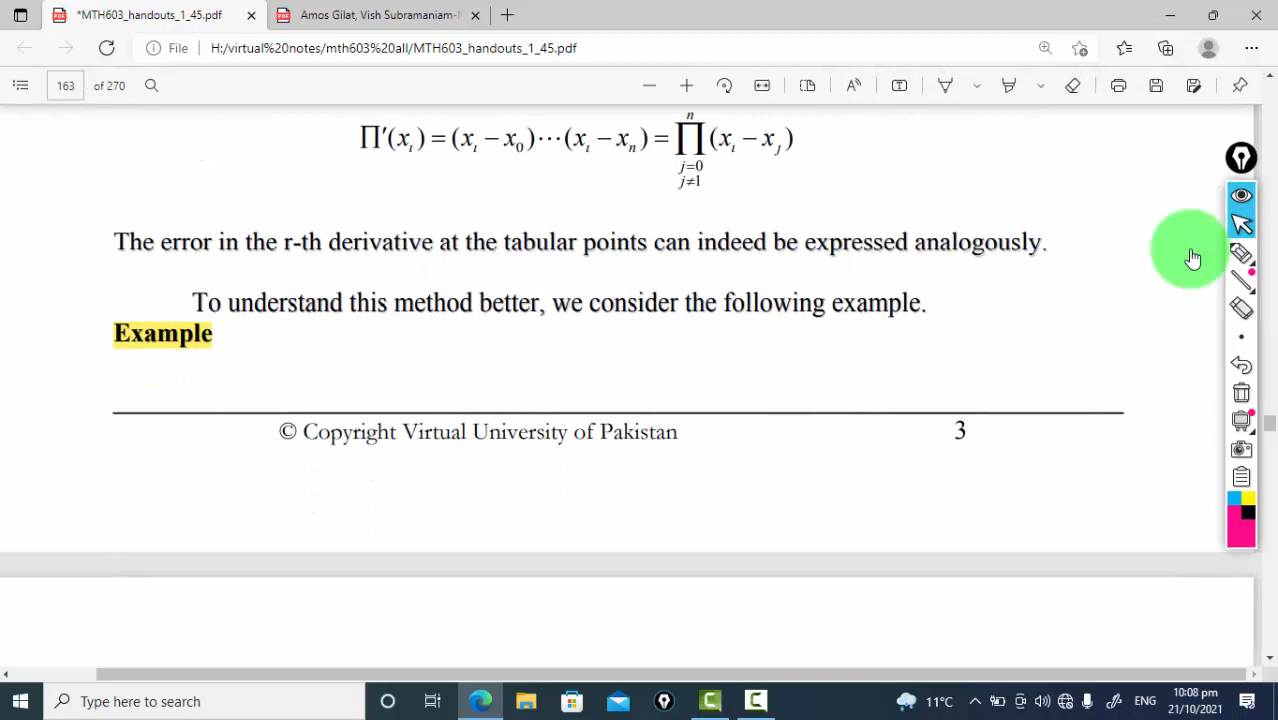 *MTH603_handouts_1_45.pdf
Amos Gilat, Vish Subramaniam-
File H:/virtual%20notes/mth603%20all/MTH603_handouts_1_45.pdf
163 of 270
∏′(xᵢ) = (xᵢ − x₀)⋯(xᵢ − xₙ) = ∏ (xᵢ − xⱼ)
n
j=0
j≠1
The error in the r-th derivative at the tabular points can indeed be expressed analogously.
To understand this method better, we consider the following example.
Example
© Copyright Virtual University of Pakistan 3
Type here to search
11°C
ENG
10:08 pm
21/10/2021